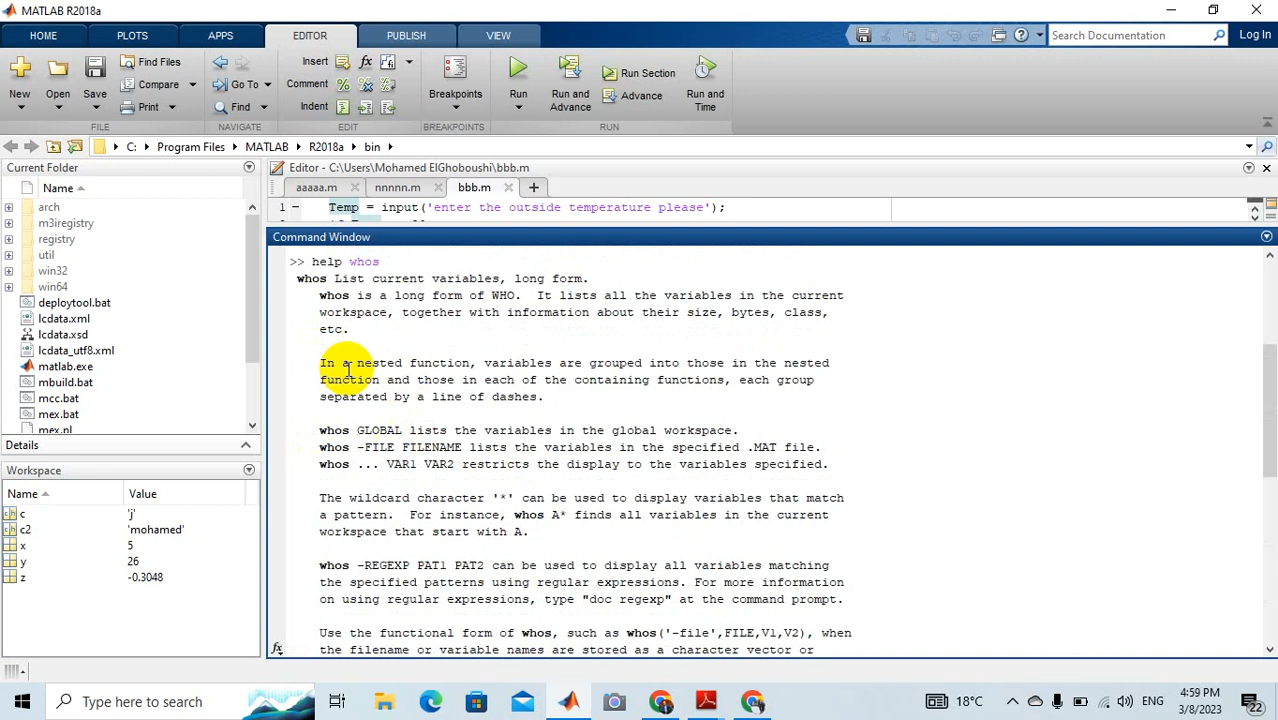 MATLAB R2018a
HOME PLOTS APPS EDITOR PUBLISH VIEW Search Documentation Log In
New Open Save Find Files Compare Print
Go To Find
Insert fx Comment Indent
Breakpoints Run Run and Advance Run Section Advance Run and Time
FILE NAVIGATE EDIT BREAKPOINTS RUN
C: Program Files MATLAB R2018a bin
Current Folder
Name
arch
m3iregistry
registry
util
win32
win64
deploytool.bat
lcdata.xml
lcdata.xsd
lcdata_utf8.xml
matlab.exe
mbuild.bat
mcc.bat
mex.bat
mex.pl
Details
Workspace
Name Value
c 'j'
c2 'mohamed'
x 5
y 26
z -0.3048
Editor - C:\Users\Mohamed ElGhoboushi\bbb.m
aaaaa.m nnnnn.m bbb.m
1 - Temp = input('enter the outside temperature please');
Command Window
>> help whos
whos List current variables, long form.
whos is a long form of WHO. It lists all the variables in the current
workspace, together with information about their size, bytes, class,
etc.
In a nested function, variables are grouped into those in the nested
function and those in each of the containing functions, each group
separated by a line of dashes.
whos GLOBAL lists the variables in the global workspace.
whos -FILE FILENAME lists the variables in the specified .MAT file.
whos ... VAR1 VAR2 restricts the display to the variables specified.
The wildcard character '*' can be used to display variables that match
a pattern. For instance, whos A* finds all variables in the current
workspace that start with A.
whos -REGEXP PAT1 PAT2 can be used to display all variables matching
the specified patterns using regular expressions. For more information
on using regular expressions, type "doc regexp" at the command prompt.
Use the functional form of whos, such as whos('-file',FILE,V1,V2), when
the filename or variable names are stored as a character vector or
fx
Type here to search
18°C ENG
4:59 PM
3/8/2023
22